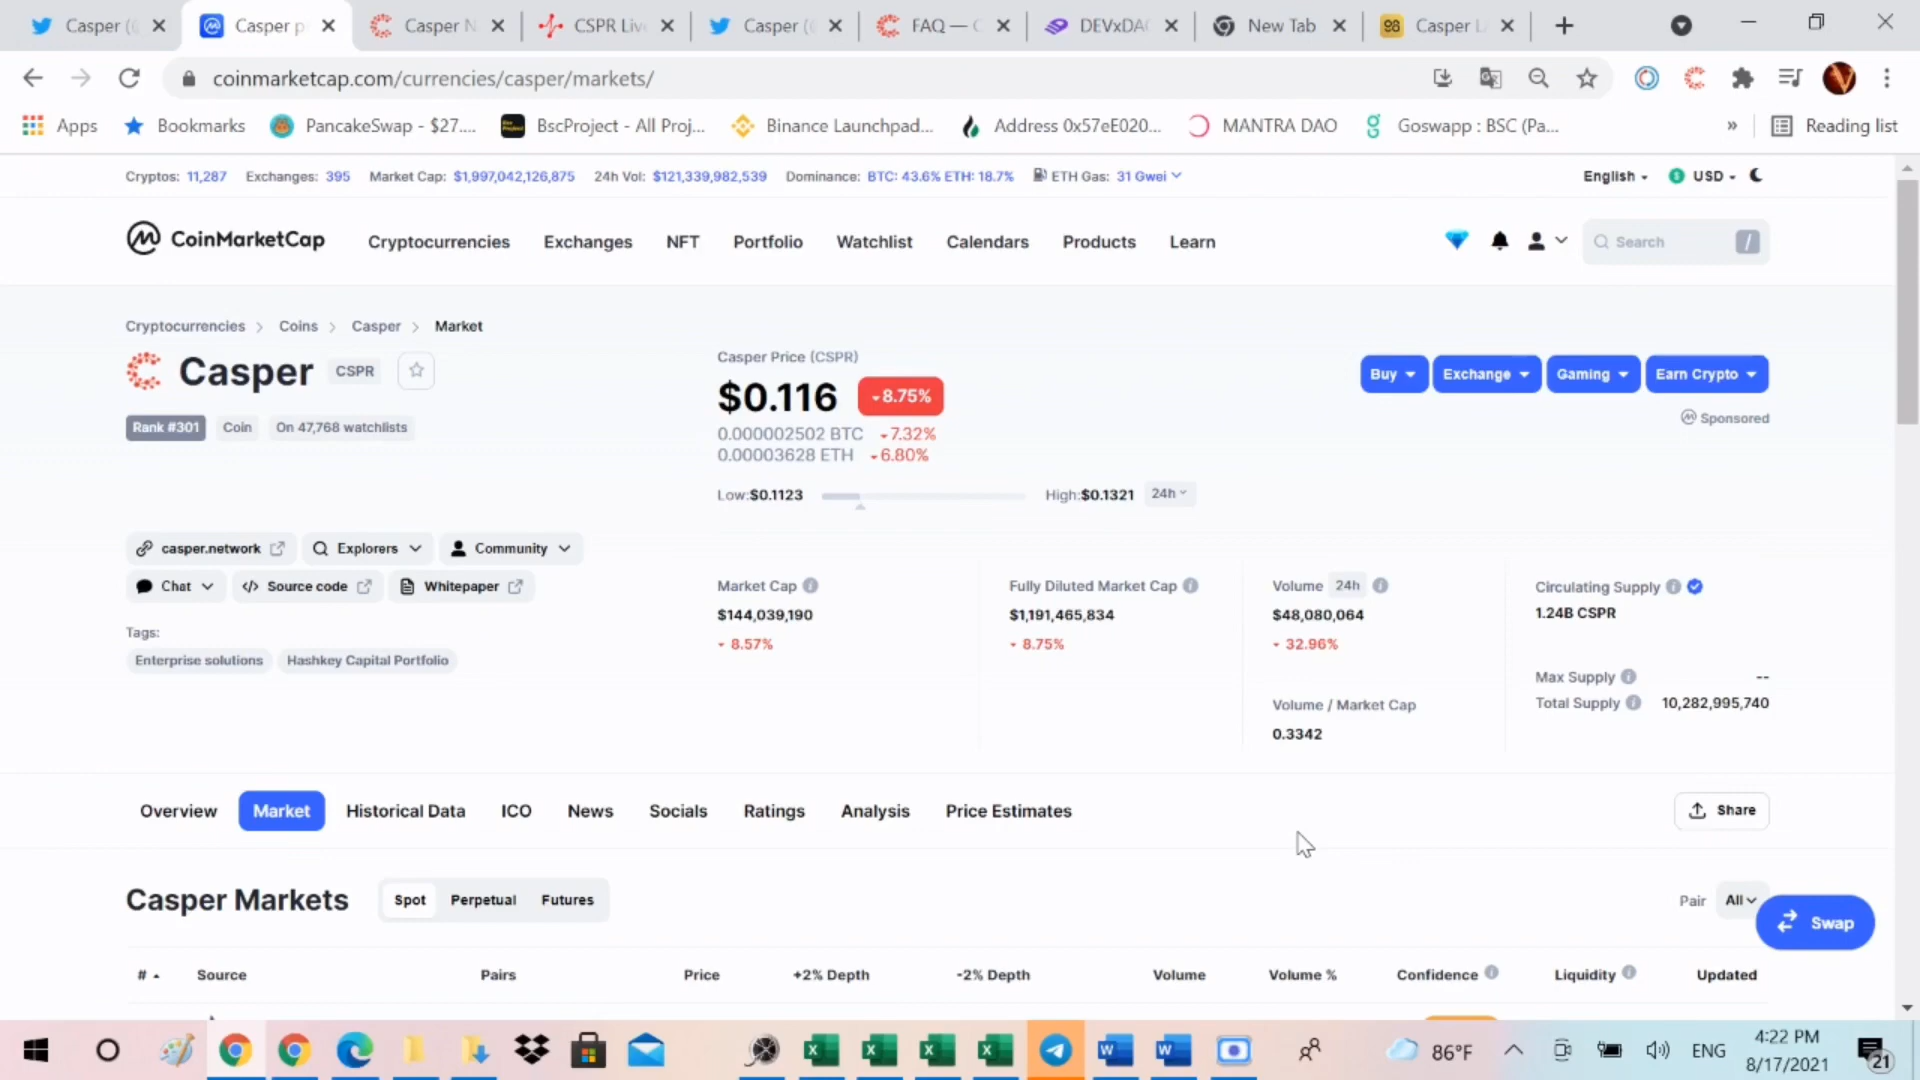 Casper (
Casper p
Casper N
CSPR Liv
Casper (
FAQ — C
DEVxDA
New Tab
Casper L
coinmarketcap.com/currencies/casper/markets/
Apps
Bookmarks
PancakeSwap - $27....
BscProject - All Proj...
Binance Launchpad...
Address 0x57eE020...
MANTRA DAO
Goswapp : BSC (Pa...
»
Reading list
Cryptos: 11,287 Exchanges: 395 Market Cap: $1,997,042,126,875 24h Vol: $121,339,982,539 Dominance: BTC: 43.6% ETH: 18.7% ETH Gas: 31 Gwei
English
USD
CoinMarketCap
Cryptocurrencies Exchanges NFT Portfolio Watchlist Calendars Products Learn
Search /
Cryptocurrencies > Coins > Casper > Market
Casper CSPR
Rank #301 Coin On 47,768 watchlists
Casper Price (CSPR)
$0.116 8.75%
0.000002502 BTC 7.32%
0.00003628 ETH 6.80%
Low:$0.1123 High:$0.1321 24h
Buy Exchange Gaming Earn Crypto
Sponsored
casper.network Explorers Community
Chat Source code Whitepaper
Tags:
Enterprise solutions Hashkey Capital Portfolio
Market Cap
$144,039,190
8.57%
Fully Diluted Market Cap
$1,191,465,834
8.75%
Volume 24h
$48,080,064
32.96%
Volume / Market Cap
0.3342
Circulating Supply
1.24B CSPR
Max Supply --
Total Supply 10,282,995,740
Overview Market Historical Data ICO News Socials Ratings Analysis Price Estimates
Share
Casper Markets Spot Perpetual Futures
Pair All
Swap
# Source Pairs Price +2% Depth -2% Depth Volume Volume % Confidence Liquidity Updated
86°F
ENG
4:22 PM
8/17/2021
21